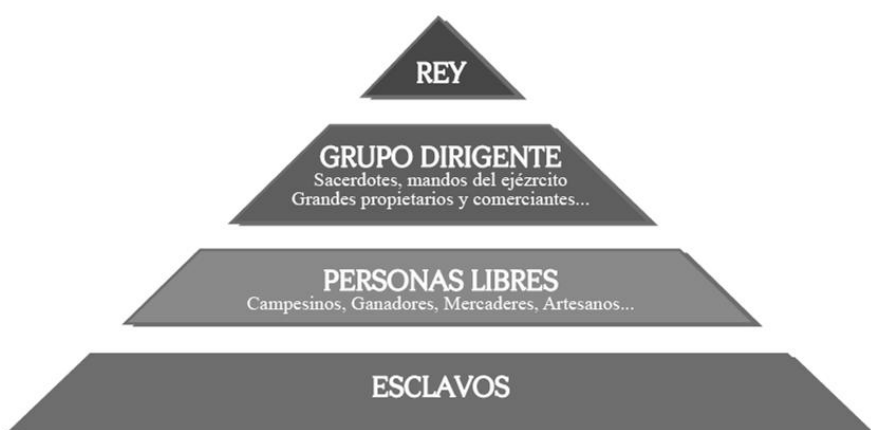 REY
GRUPO DIRIGENTE
Sacerdotes, mandos del ejézrcito
Grandes propietarios y comerciantes...
PERSONAS LIBRES
Campesinos, Ganadores, Mercaderes, Artesanos...
ESCLAVOS